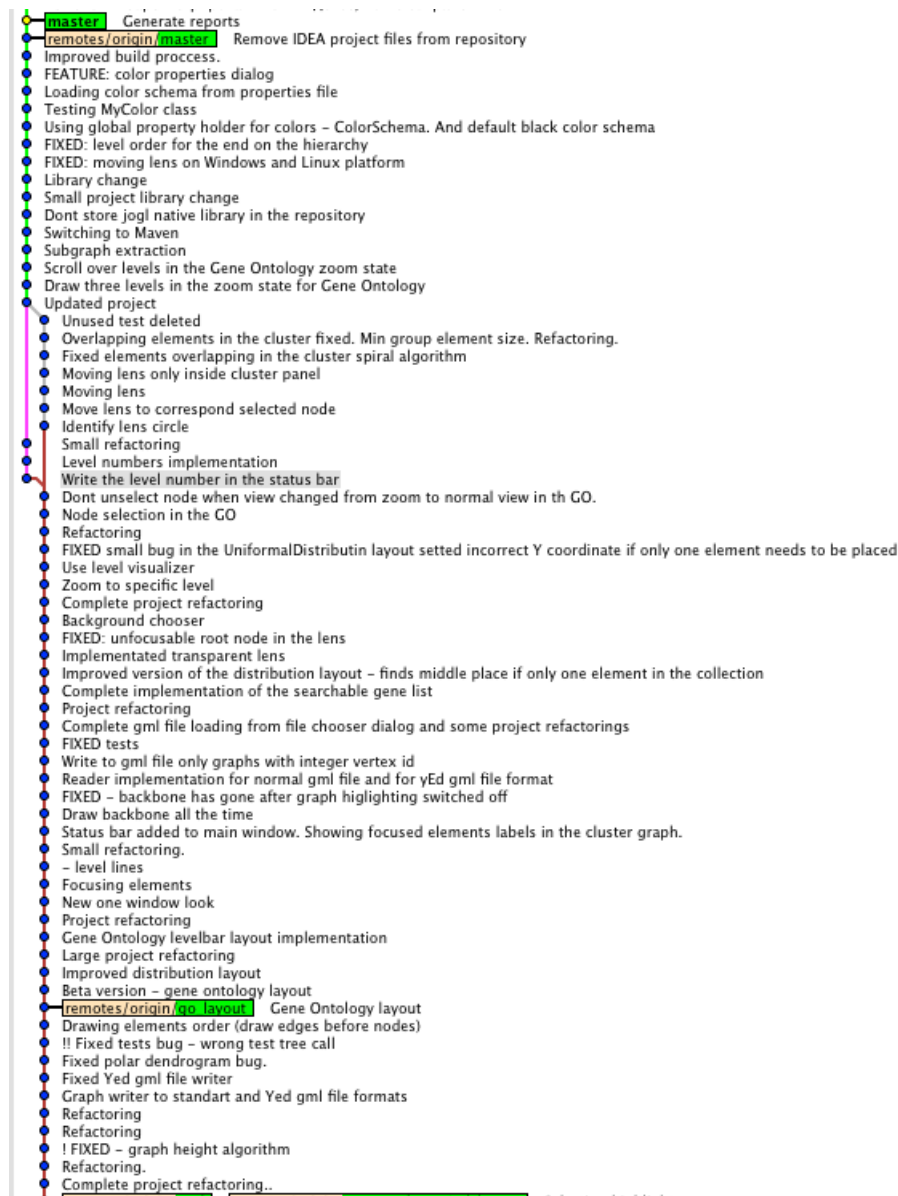 master Generate reports
remotes/origin/master Remove IDEA project files from repository
Improved build proccess.
FEATURE: color properties dialog
Loading color schema from properties file
Testing MyColor class
Using global property holder for colors – ColorSchema. And default black color schema
FIXED: level order for the end on the hierarchy
FIXED: moving lens on Windows and Linux platform
Library change
Small project library change
Dont store jogl native library in the repository
Switching to Maven
Subgraph extraction
Scroll over levels in the Gene Ontology zoom state
Draw three levels in the zoom state for Gene Ontology
Updated project
Unused test deleted
Overlapping elements in the cluster fixed. Min group element size. Refactoring.
Fixed elements overlapping in the cluster spiral algorithm
Moving lens only inside cluster panel
Moving lens
Move lens to correspond selected node
Identify lens circle
Small refactoring
Level numbers implementation
Write the level number in the status bar
Dont unselect node when view changed from zoom to normal view in th GO.
Node selection in the GO
Refactoring
FIXED small bug in the UniformalDistributin layout setted incorrect Y coordinate if only one element needs to be placed
Use level visualizer
Zoom to specific level
Complete project refactoring
Background chooser
FIXED: unfocusable root node in the lens
Implementated transparent lens
Improved version of the distribution layout – finds middle place if only one element in the collection
Complete implementation of the searchable gene list
Project refactoring
Complete gml file loading from file chooser dialog and some project refactorings
FIXED tests
Write to gml file only graphs with integer vertex id
Reader implementation for normal gml file and for yEd gml file format
FIXED – backbone has gone after graph higlighting switched off
Draw backbone all the time
Status bar added to main window. Showing focused elements labels in the cluster graph.
Small refactoring.
– level lines
Focusing elements
New one window look
Project refactoring
Gene Ontology levelbar layout implementation
Large project refactoring
Improved distribution layout
Beta version – gene ontology layout
remotes/origin/go_layout Gene Ontology layout
Drawing elements order (draw edges before nodes)
!! Fixed tests bug – wrong test tree call
Fixed polar dendrogram bug.
Fixed Yed gml file writer
Graph writer to standart and Yed gml file formats
Refactoring
Refactoring
! FIXED – graph height algorithm
Refactoring.
Complete project refactoring..